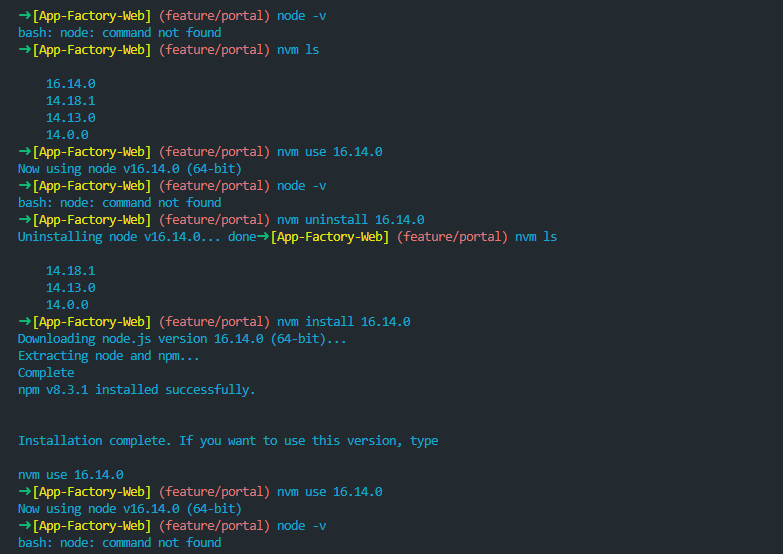 →[App-Factory-Web] (feature/portal) node -v
bash: node: command not found
→[App-Factory-Web] (feature/portal) nvm ls
16.14.0
14.18.1
14.13.0
14.0.0
→[App-Factory-Web] (feature/portal) nvm use 16.14.0
Now using node v16.14.0 (64-bit)
→[App-Factory-Web] (feature/portal) node -v
bash: node: command not found
→[App-Factory-Web] (feature/portal) nvm uninstall 16.14.0
Uninstalling node v16.14.0... done→[App-Factory-Web] (feature/portal) nvm ls
14.18.1
14.13.0
14.0.0
→[App-Factory-Web] (feature/portal) nvm install 16.14.0
Downloading node.js version 16.14.0 (64-bit)...
Extracting node and npm...
Complete
npm v8.3.1 installed successfully.
Installation complete. If you want to use this version, type
nvm use 16.14.0
→[App-Factory-Web] (feature/portal) nvm use 16.14.0
Now using node v16.14.0 (64-bit)
→[App-Factory-Web] (feature/portal) node -v
bash: node: command not found